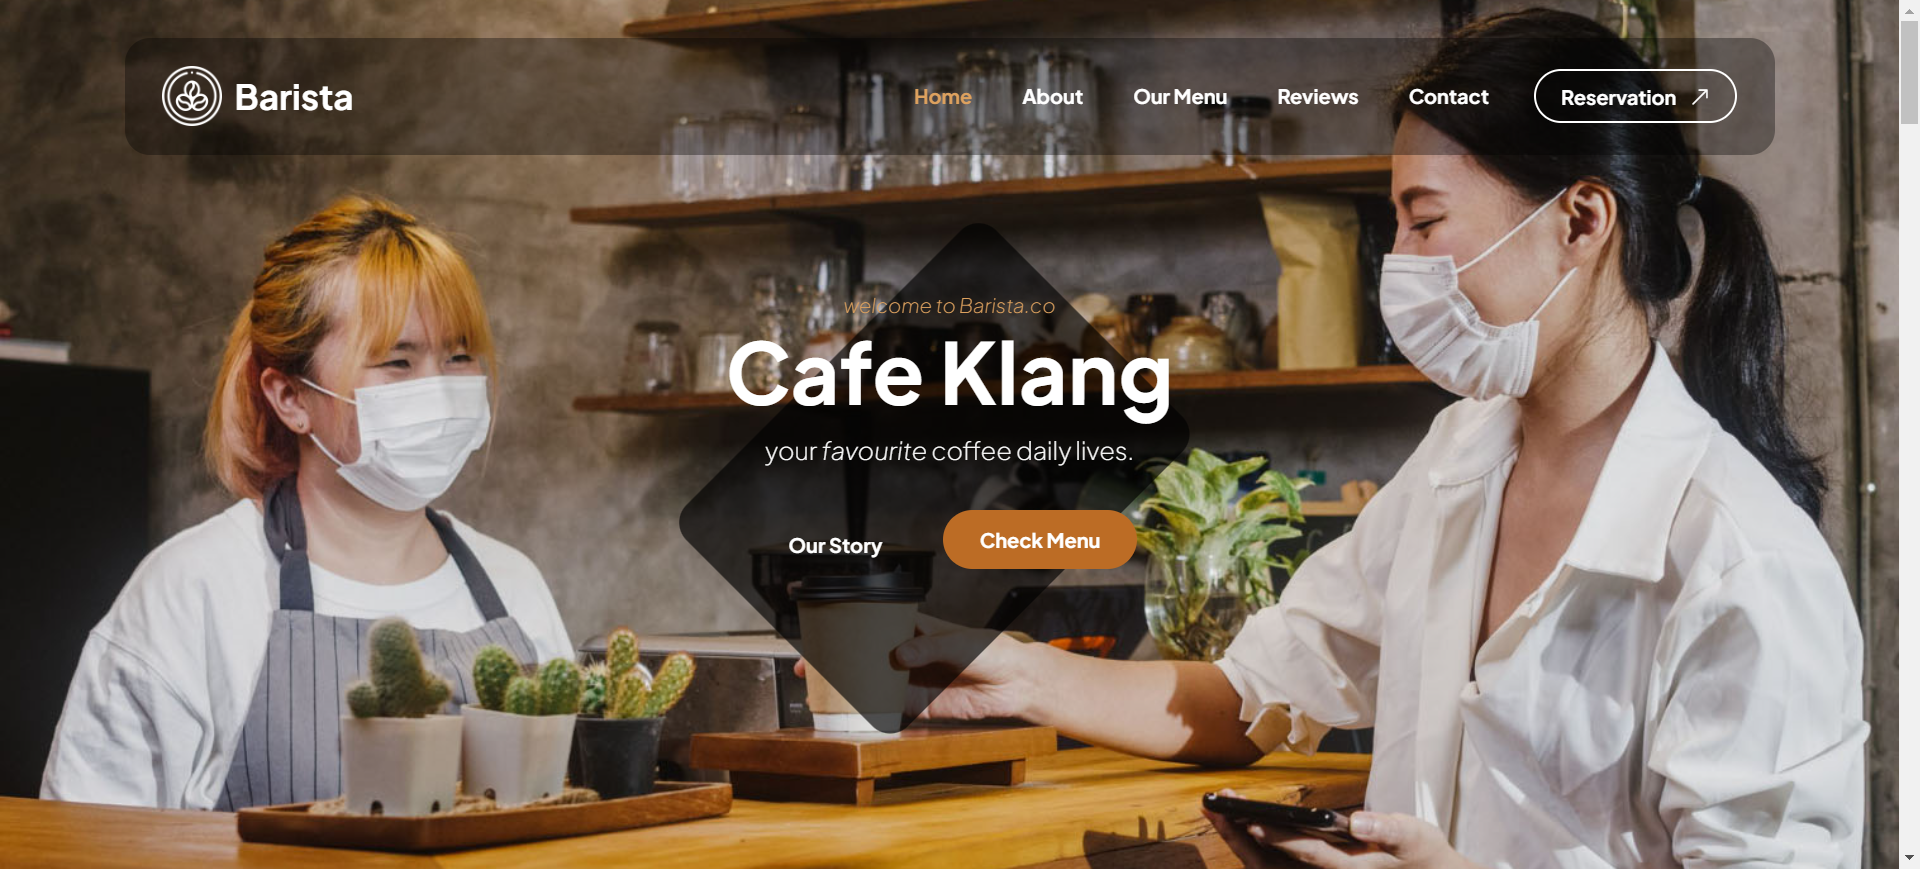 Barista
Home About Our Menu Reviews Contact Reservation
welcome to Barista.co
Cafe Klang
your favourite coffee daily lives.
Our Story Check Menu